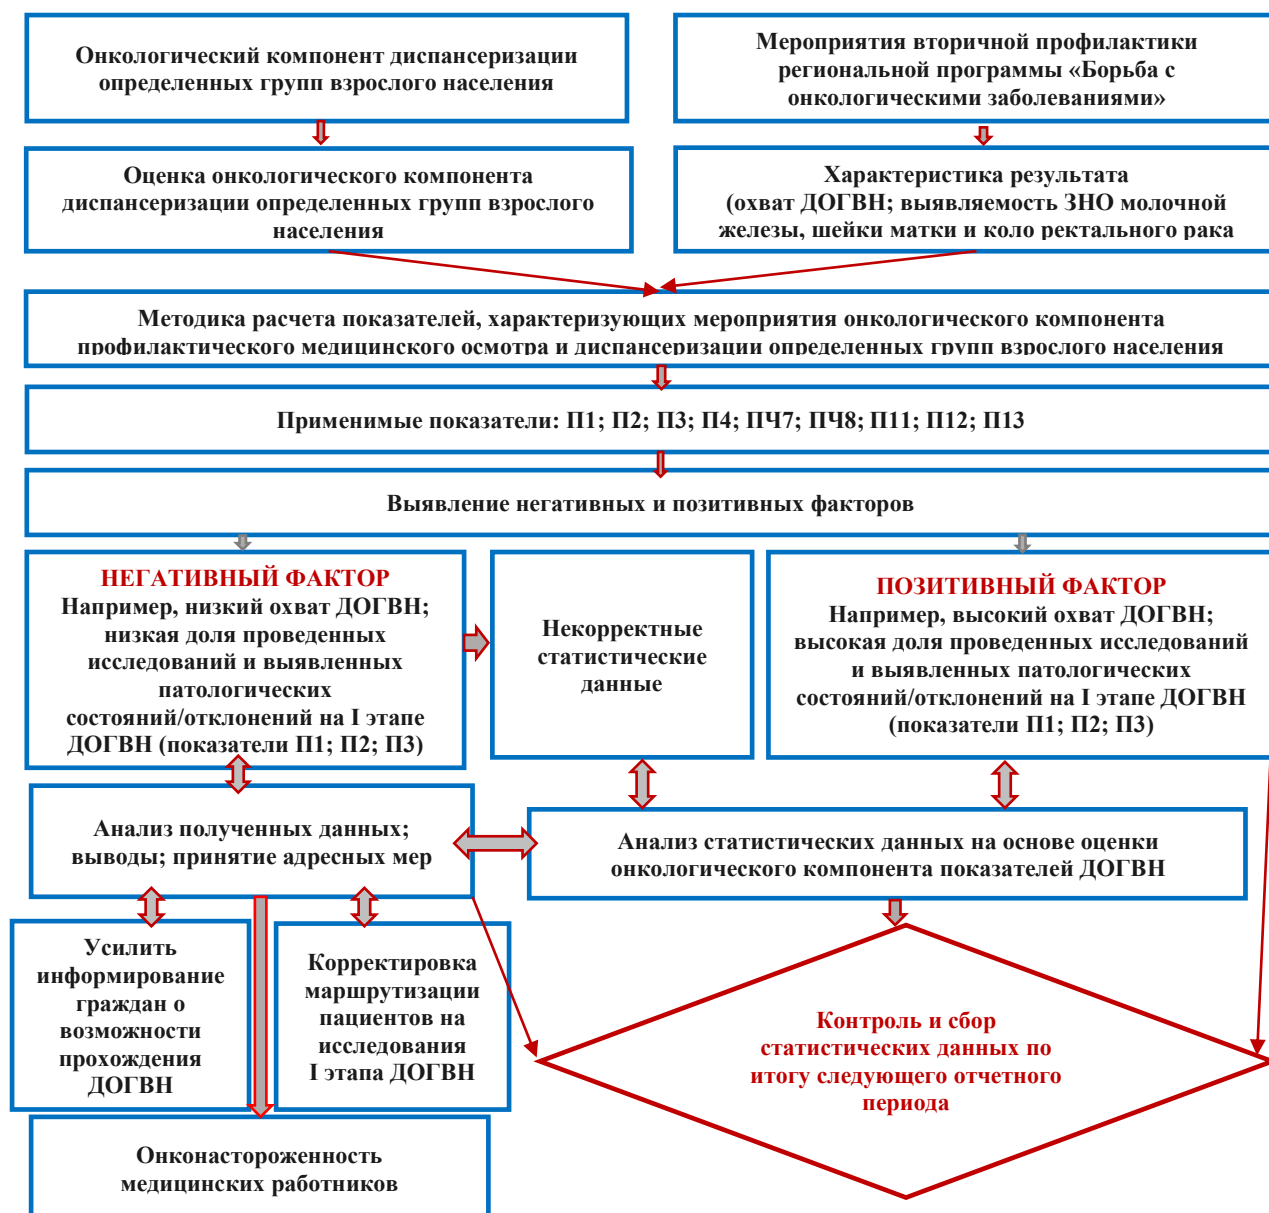 Онкологический компонент диспансеризации
определенных групп взрослого населения
Мероприятия вторичной профилактики
региональной программы «Борьба с
онкологическими заболеваниями»
Оценка онкологического компонента
диспансеризации определенных групп взрослого
населения
Характеристика результата
(охват ДОГВН; выявляемость ЗНО молочной
железы, шейки матки и коло ректального рака
Методика расчета показателей, характеризующих мероприятия онкологического компонента
профилактического медицинского осмотра и диспансеризации определенных групп взрослого населения
Применимые показатели: П1; П2; П3; П4; ПЧ7; ПЧ8; П11; П12; П13
Выявление негативных и позитивных факторов
НЕГАТИВНЫЙ ФАКТОР
Например, низкий охват ДОГВН;
низкая доля проведенных
исследований и выявленных
патологических
состояний/отклонений на I этапе
ДОГВН (показатели П1; П2; П3)
Некорректные
статистические
данные
ПОЗИТИВНЫЙ ФАКТОР
Например, высокий охват ДОГВН;
высокая доля проведенных исследований
и выявленных патологических
состояний/отклонений на I этапе ДОГВН
(показатели П1; П2; П3)
Анализ полученных данных;
выводы; принятие адресных мер
Анализ статистических данных на основе оценки
онкологического компонента показателей ДОГВН
Усилить
информирование
граждан о
возможности
прохождения
ДОГВН
Корректировка
маршрутизации
пациентов на
исследования
I этапа ДОГВН
Контроль и сбор
статистических данных по
итогу следующего отчетного
периода
Онконастороженность
медицинских работников